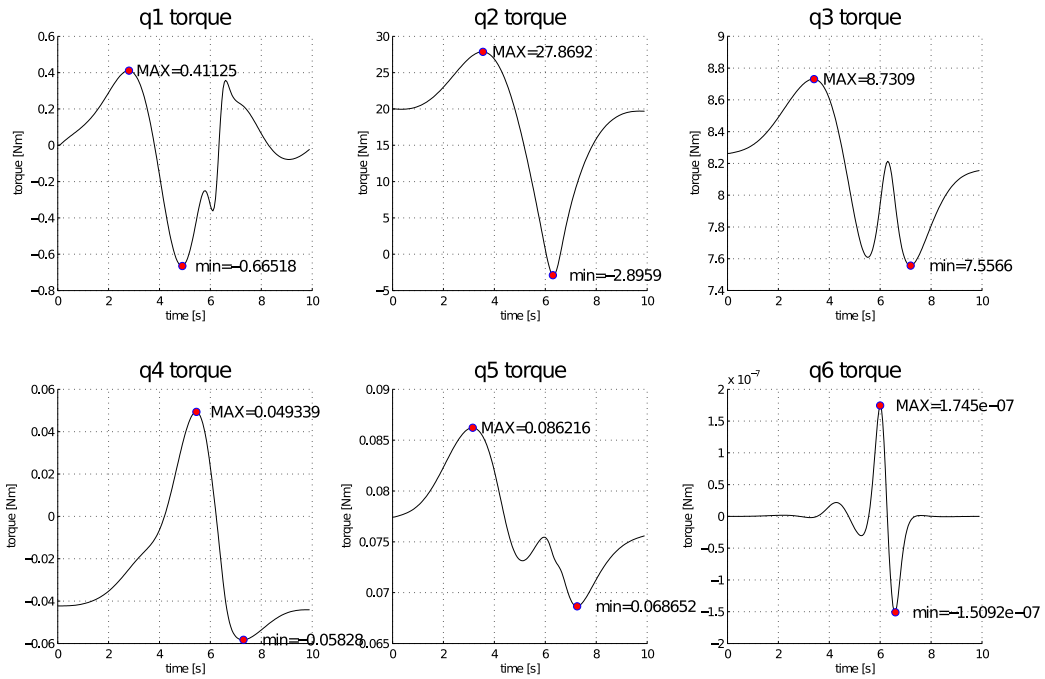 q1 torque
0.6
0.4
0.2
0
−0.2
−0.4
−0.6
−0.8
torque [Nm]
MAX=0.41125
min=−0.66518
0 2 4 6 8 10
time [s]
q2 torque
30
25
20
15
10
5
0
−5
torque [Nm]
MAX=27.8692
min=−2.8959
0 2 4 6 8 10
time [s]
q3 torque
9
8.8
8.6
8.4
8.2
8
7.8
7.6
7.4
torque [Nm]
MAX=8.7309
min=7.5566
0 2 4 6 8 10
time [s]
q4 torque
0.06
0.04
0.02
0
−0.02
−0.04
−0.06
torque [Nm]
MAX=0.049339
min=−0.05828
0 2 4 6 8 10
time [s]
q5 torque
0.09
0.085
0.08
0.075
0.07
0.065
torque [Nm]
MAX=0.086216
min=0.068652
0 2 4 6 8 10
time [s]
q6 torque
x 10⁻⁷
2
1.5
1
0.5
0
−0.5
−1
−1.5
−2
torque [Nm]
MAX=1.745e−07
min=−1.5092e−07
0 2 4 6 8 10
time [s]